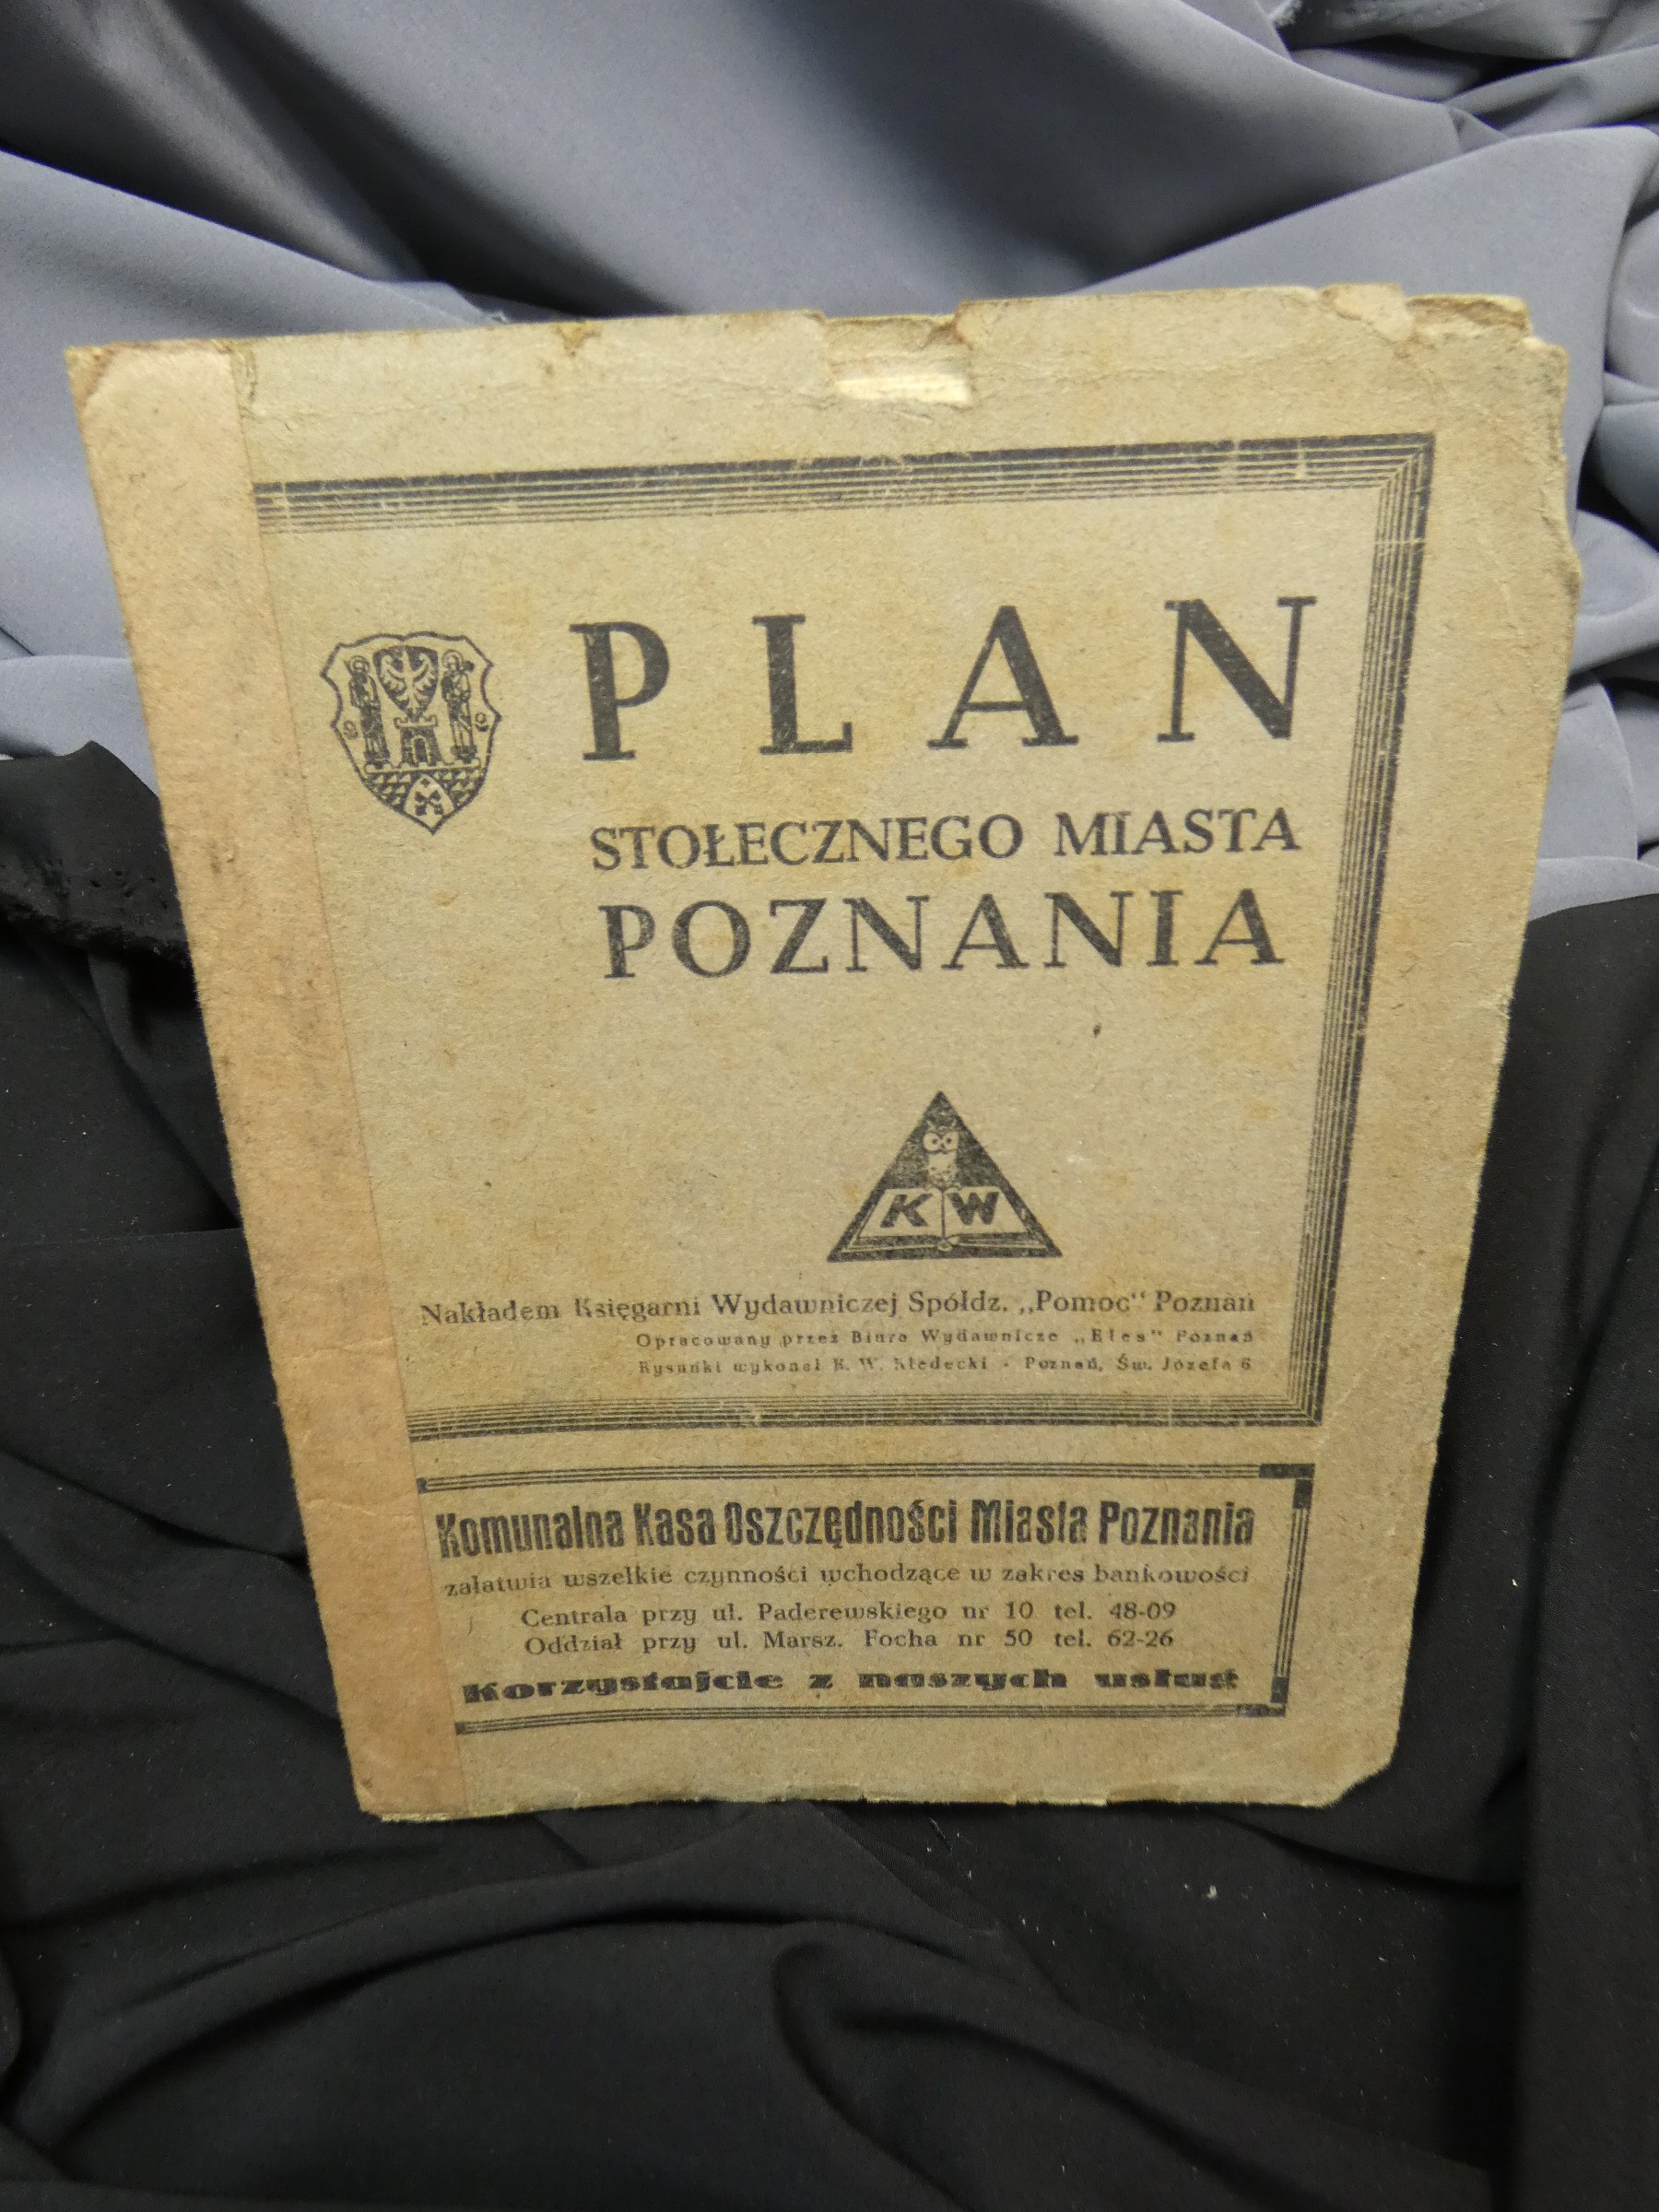 PLAN
STOŁECZNEGO MIASTA
POZNANIA
KW
Nakładem Księgarni Wydawniczej Spółdz. „Pomoc" Poznań
Opracowany przez Biuro Wydawnicze „Eles" Poznań
Rysunki wykonał K. W. Kledecki - Poznań, Św. Józefa 6
Komunalna Kasa Oszczędności Miasta Poznania
załatwia wszelkie czynności wchodzące w zakres bankowości
Centrala przy ul. Paderewskiego nr 10 tel. 48-09
Oddział przy ul. Marsz. Focha nr 50 tel. 62-26
Korzystajcie z naszych usług